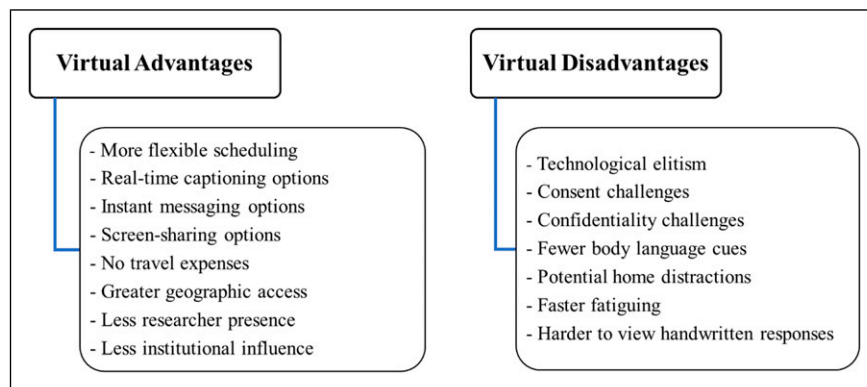 Virtual Advantages
- More flexible scheduling
- Real-time captioning options
- Instant messaging options
- Screen-sharing options
- No travel expenses
- Greater geographic access
- Less researcher presence
- Less institutional influence
Virtual Disadvantages
- Technological elitism
- Consent challenges
- Confidentiality challenges
- Fewer body language cues
- Potential home distractions
- Faster fatiguing
- Harder to view handwritten responses